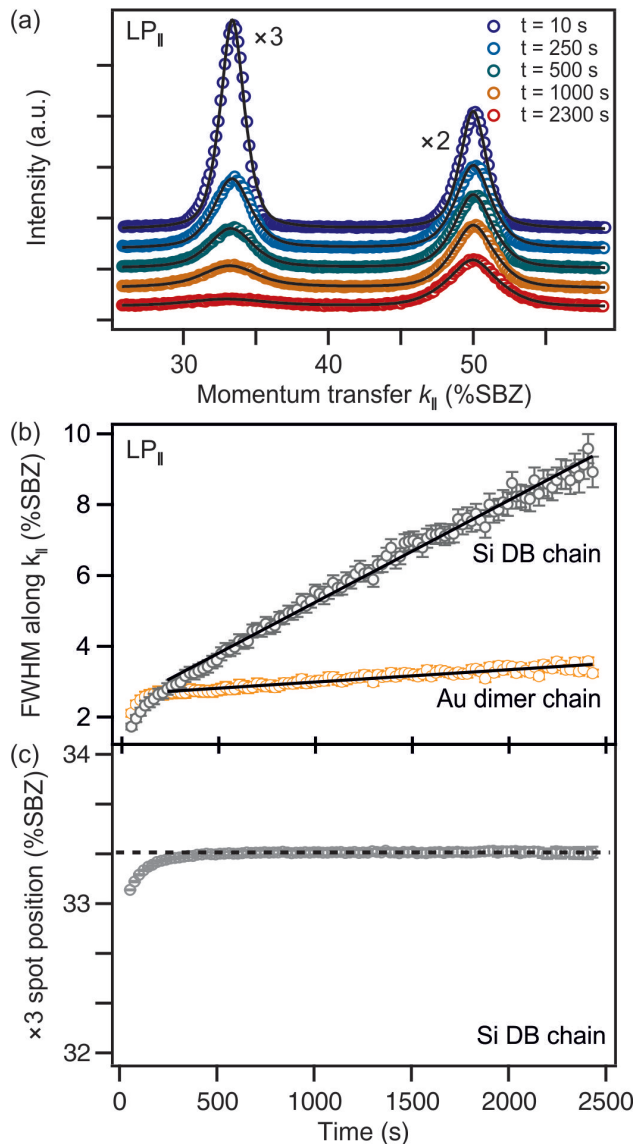 (a)
LP||
×3
×2
t = 10 s
t = 250 s
t = 500 s
t = 1000 s
t = 2300 s
Intensity (a.u.)
30
40
50
Momentum transfer k|| (%SBZ)
(b)
LP||
10
8
6
4
2
FWHM along k|| (%SBZ)
Si DB chain
Au dimer chain
(c)
34
33
32
×3 spot position (%SBZ)
Si DB chain
0
500
1000
1500
2000
2500
Time (s)